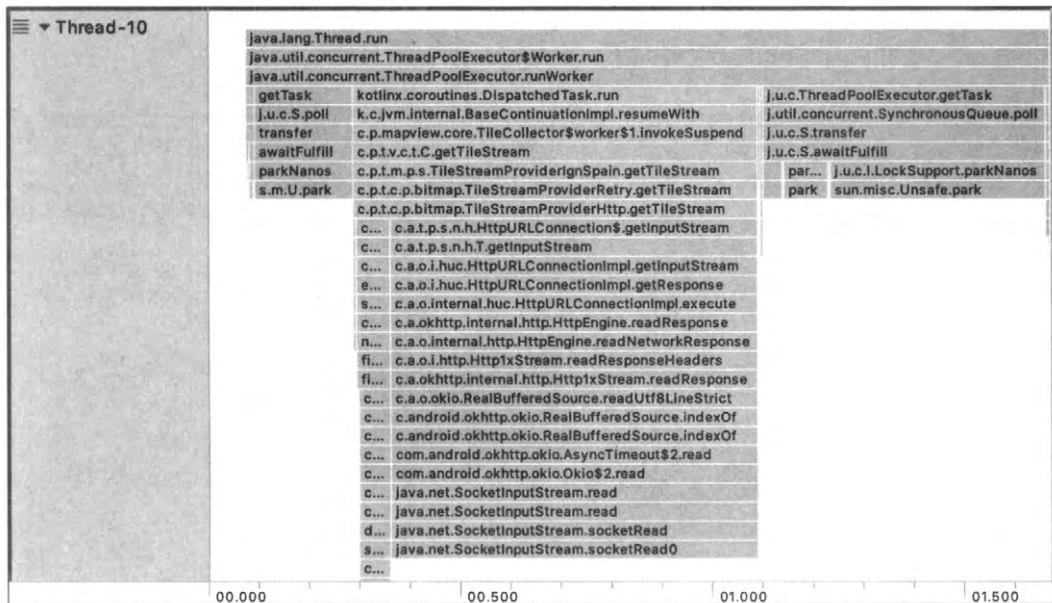 Thread-10
java.lang.Thread.run
java.util.concurrent.ThreadPoolExecutor$Worker.run
java.util.concurrent.ThreadPoolExecutor.runWorker
getTask kotlinx.coroutines.DispatchedTask.run j.u.c.ThreadPoolExecutor.getTask
j.u.c.S.poll k.c.jvm.internal.BaseContinuationImpl.resumeWith j.util.concurrent.SynchronousQueue.poll
transfer c.p.mapview.core.TileCollector$worker$1.invokeSuspend j.u.c.S.transfer
awaitFulfill c.p.t.v.c.t.C.getTileStream j.u.c.S.awaitFulfill
parkNanos c.p.t.m.p.s.TileStreamProviderIgnSpain.getTileStream par... j.u.c.l.LockSupport.parkNanos
s.m.U.park c.p.t.c.p.bitmap.TileStreamProviderRetry.getTileStream park sun.misc.Unsafe.park
c.p.t.c.p.bitmap.TileStreamProviderHttp.getTileStream
c... c.a.t.p.s.n.h.HttpURLConnection$.getInputStream
c... c.a.t.p.s.n.h.T.getInputStream
c... c.a.o.i.huc.HttpURLConnectionImpl.getInputStream
e... c.a.o.i.huc.HttpURLConnectionImpl.getResponse
s... c.a.o.internal.huc.HttpURLConnectionImpl.execute
c... c.a.okhttp.internal.http.HttpEngine.readResponse
n... c.a.o.internal.http.HttpEngine.readNetworkResponse
fi... c.a.o.i.http.Http1xStream.readResponseHeaders
fi... c.a.okhttp.internal.http.Http1xStream.readResponse
c... c.a.o.okio.RealBufferedSource.readUtf8LineStrict
c... c.android.okhttp.okio.RealBufferedSource.indexOf
c... c.android.okhttp.okio.RealBufferedSource.indexOf
c... com.android.okhttp.okio.AsyncTimeout$2.read
c... com.android.okhttp.okio.Okio$2.read
c... java.net.SocketInputStream.read
c... java.net.SocketInputStream.read
d... java.net.SocketInputStream.socketRead
s... java.net.SocketInputStream.socketRead0
c...
00.000 00.500 01.000 01.500